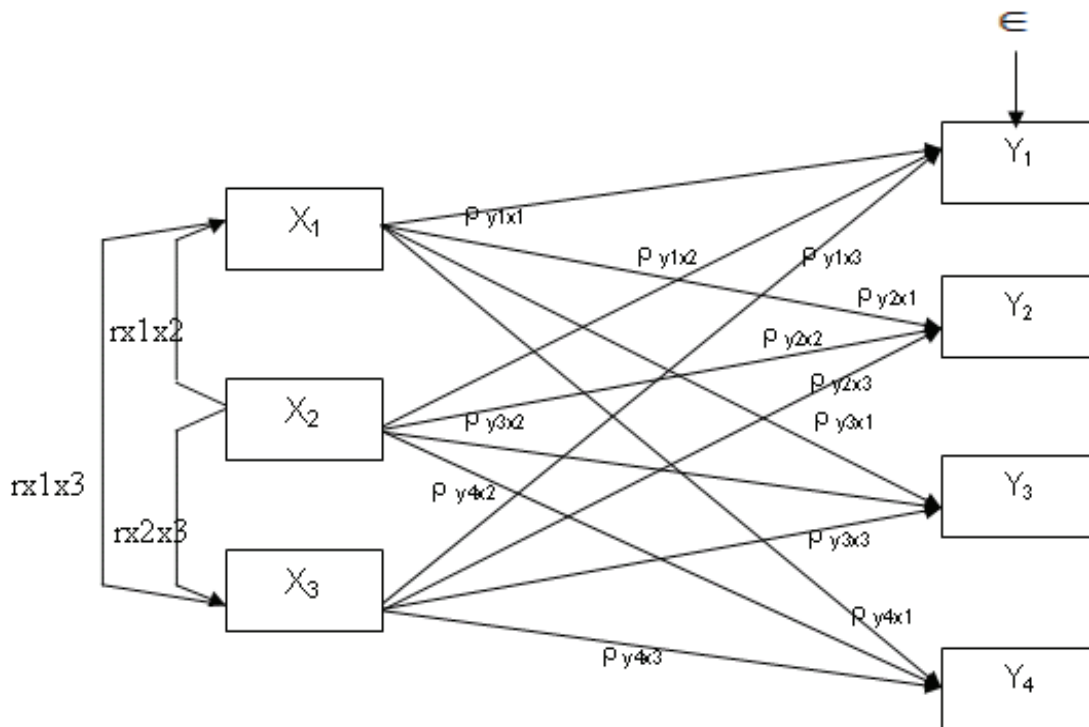 ∈
Y₁
X₁
ρ y1x1
ρ y1x2
ρ y1x3
Y₂
ρ y2x1
rx1x2
ρ y2x2
ρ y2x3
X₂
ρ y3x2
ρ y3x1
Y₃
rx1x3
ρ y4x2
rx2x3
ρ y3x3
X₃
ρ y4x1
ρ y4x3
Y₄